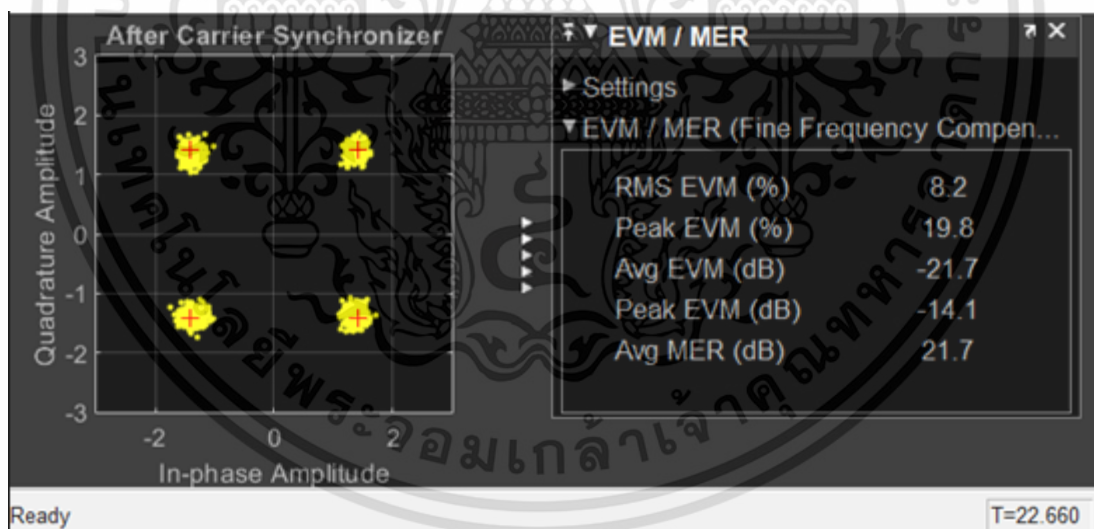 After Carrier Synchronizer
3
2
1
0
-1
-2
-3
Quadrature Amplitude
-2 0 2
In-phase Amplitude
EVM / MER
Settings
EVM / MER (Fine Frequency Compen...
RMS EVM (%) 8.2
Peak EVM (%) 19.8
Avg EVM (dB) -21.7
Peak EVM (dB) -14.1
Avg MER (dB) 21.7
Ready T=22.660